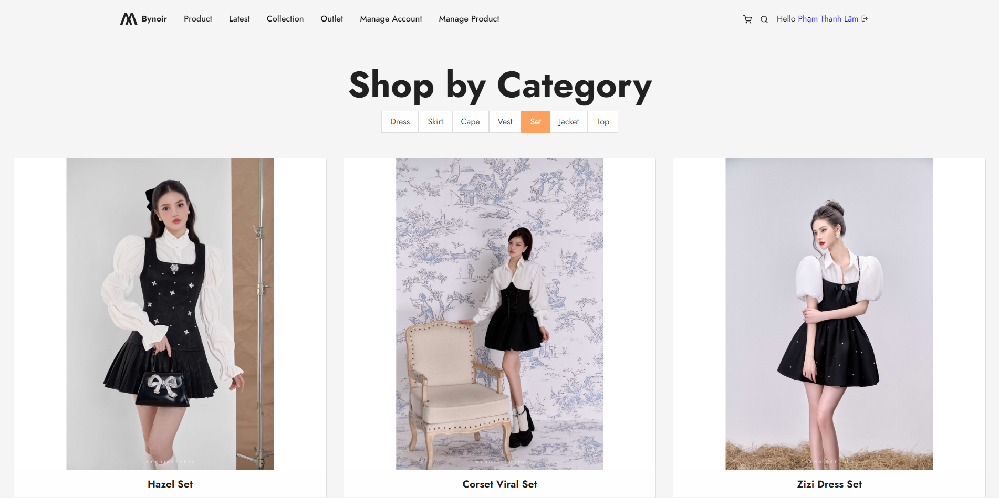 Bynoir Product Latest Collection Outlet Manage Account Manage Product Hello Phạm Thanh Lâm
Shop by Category
Dress Skirt Cape Vest Set Jacket Top
BYNOIRSTUDIO
BYNOIRSTUDIO
BYNOIRSTUDIO
Hazel Set
Corset Viral Set
Zizi Dress Set